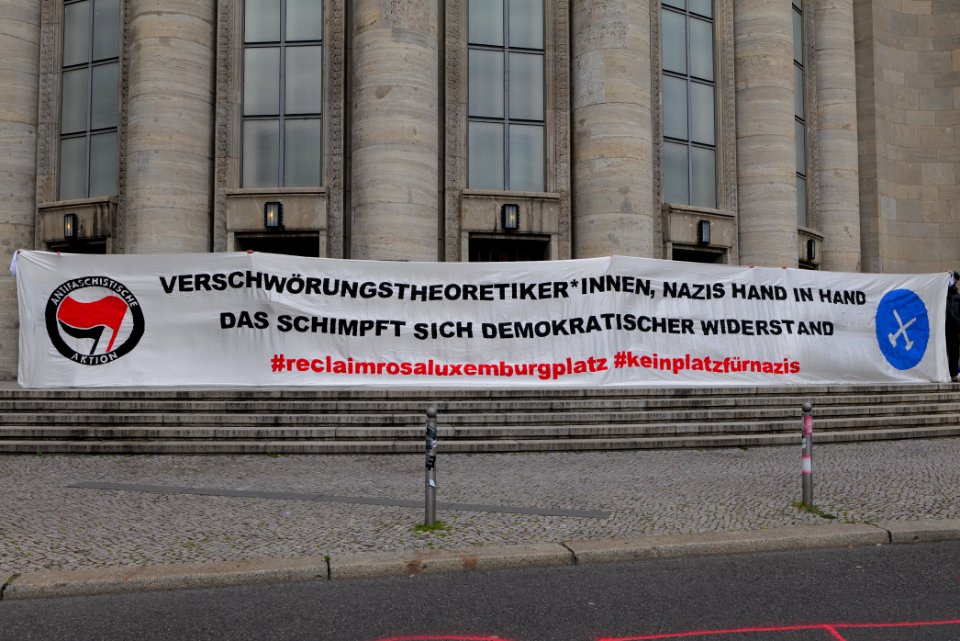 ANTIFASCHISTISCHE
AKTION
VERSCHWÖRUNGSTHEORETIKER*INNEN, NAZIS HAND IN HAND
DAS SCHIMPFT SICH DEMOKRATISCHER WIDERSTAND
#reclaimrosaluxemburgplatz #keinplatzfürnazis